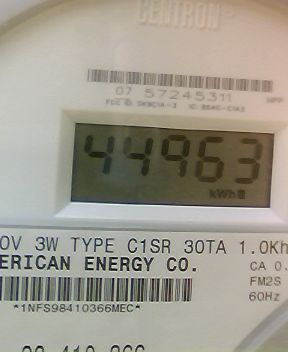 CENTRON
07 57245311
44963
kWh
0V 3W TYPE C1SR 30TA 1.0Kh
ERICAN ENERGY CO.
CA 0.
FM2S
60Hz
*1NFS98410366MEC*